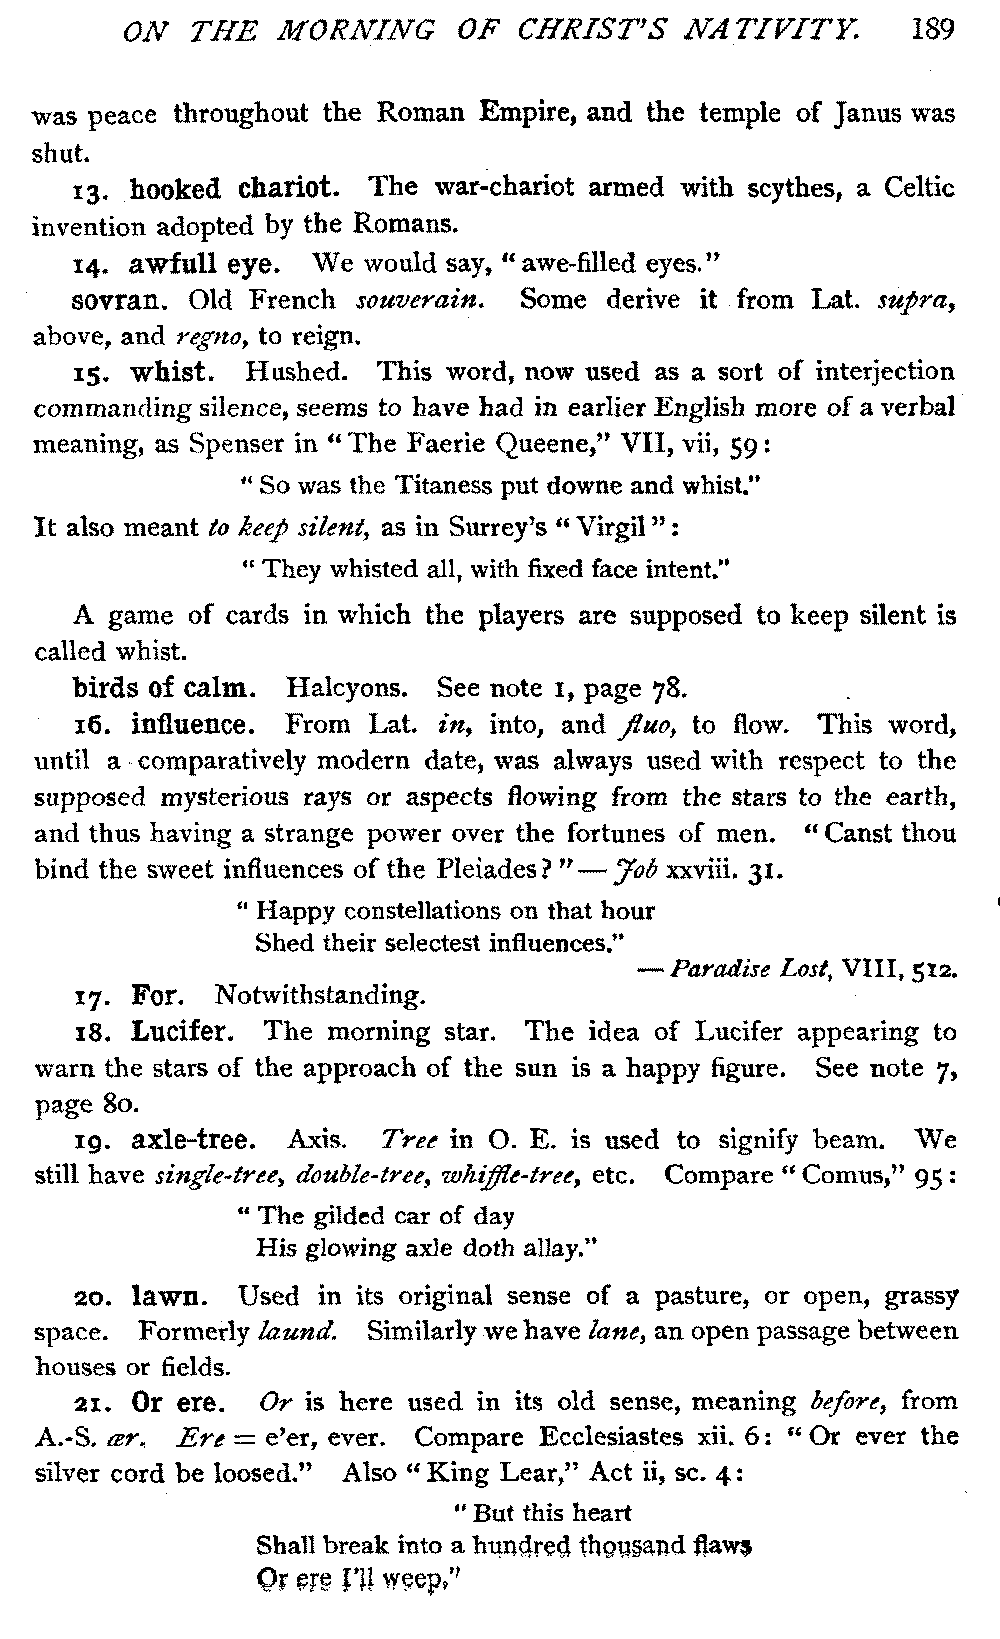 ON THE MORNING OF CHRIST'S NATIVITY. 189
was peace throughout the Roman Empire, and the temple of Janus was
shut.
13. hooked chariot. The war-chariot armed with scythes, a Celtic
invention adopted by the Romans.
14. awfull eye. We would say, "awe-filled eyes."
sovran. Old French souverain. Some derive it from Lat. supra,
above, and regno, to reign.
15. whist. Hushed. This word, now used as a sort of interjection
commanding silence, seems to have had in earlier English more of a verbal
meaning, as Spenser in "The Faerie Queene," VII, vii, 59:
"So was the Titaness put downe and whist."
It also meant to keep silent, as in Surrey's "Virgil":
"They whisted all, with fixed face intent."
A game of cards in which the players are supposed to keep silent is
called whist.
birds of calm. Halcyons. See note 1, page 78.
16. influence. From Lat. in, into, and fluo, to flow. This word,
until a comparatively modern date, was always used with respect to the
supposed mysterious rays or aspects flowing from the stars to the earth,
and thus having a strange power over the fortunes of men. "Canst thou
bind the sweet influences of the Pleiades?"—Job xxviii. 31.
"Happy constellations on that hour
Shed their selectest influences."
— Paradise Lost, VIII, 512.
17. For. Notwithstanding.
18. Lucifer. The morning star. The idea of Lucifer appearing to
warn the stars of the approach of the sun is a happy figure. See note 7,
page 80.
19. axle-tree. Axis. Tree in O. E. is used to signify beam. We
still have single-tree, double-tree, whiffle-tree, etc. Compare "Comus," 95:
"The gilded car of day
His glowing axle doth allay."
20. lawn. Used in its original sense of a pasture, or open, grassy
space. Formerly laund. Similarly we have lane, an open passage between
houses or fields.
21. Or ere. Or is here used in its old sense, meaning before, from
A.-S. ær. Ere = e'er, ever. Compare Ecclesiastes xii. 6: "Or ever the
silver cord be loosed." Also "King Lear," Act ii, sc. 4:
"But this heart
Shall break into a hundred thousand flaws
Or ere I'll weep."